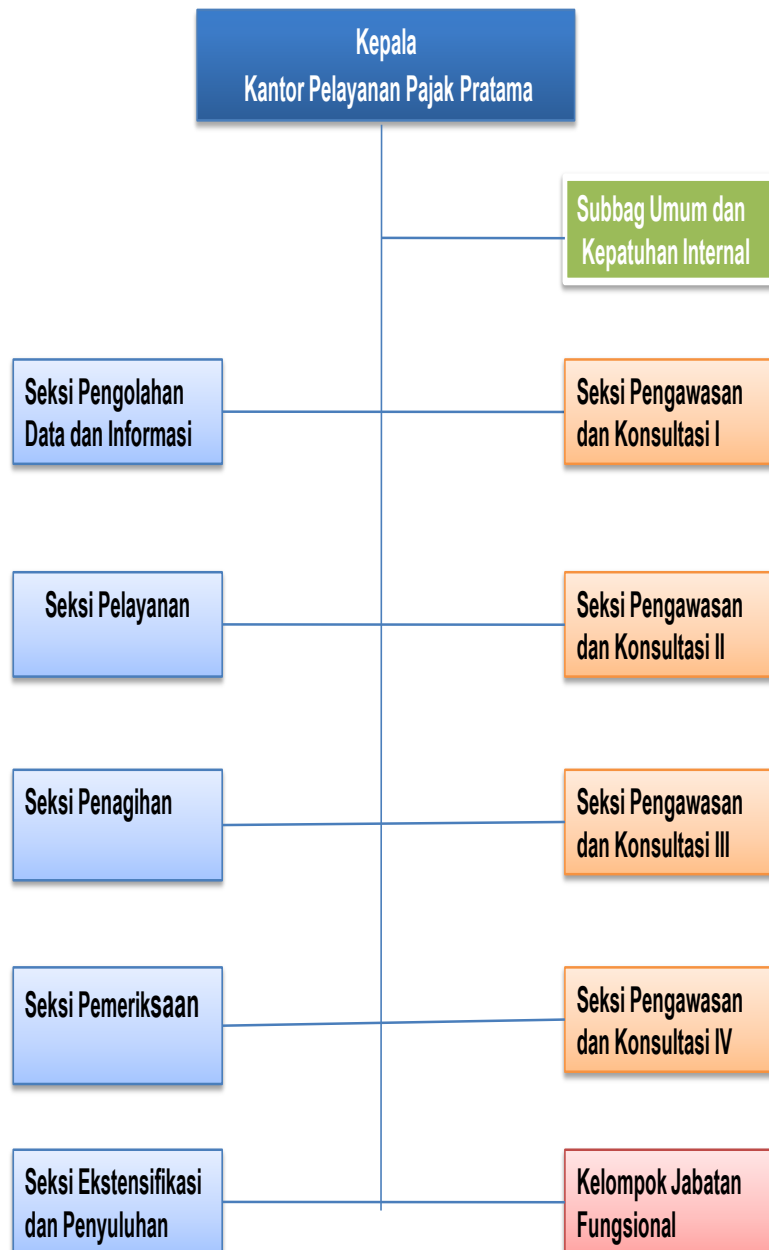 Kepala
Kantor Pelayanan Pajak Pratama
Subbag Umum dan
Kepatuhan Internal
Seksi Pengolahan
Data dan Informasi
Seksi Pengawasan
dan Konsultasi I
Seksi Pelayanan
Seksi Pengawasan
dan Konsultasi II
Seksi Penagihan
Seksi Pengawasan
dan Konsultasi III
Seksi Pemeriksaan
Seksi Pengawasan
dan Konsultasi IV
Seksi Ekstensifikasi
dan Penyuluhan
Kelompok Jabatan
Fungsional